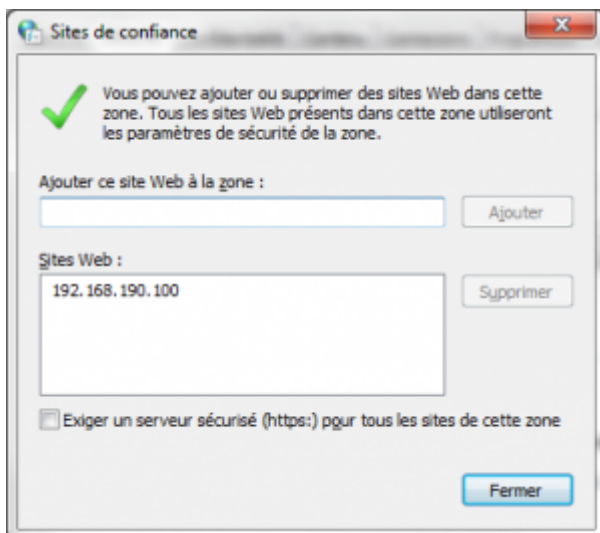 Sites de confiance
Vous pouvez ajouter ou supprimer des sites Web dans cette
zone. Tous les sites Web présents dans cette zone utiliseront
les paramètres de sécurité de la zone.
Ajouter ce site Web à la zone :
Ajouter
Sites Web :
192.168.190.100
Supprimer
Exiger un serveur sécurisé (https:) pour tous les sites de cette zone
Fermer